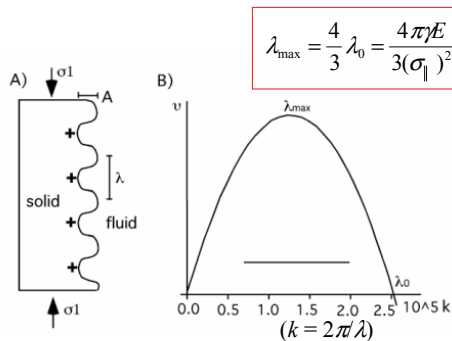 λmax = 4/3 λ0 = 4πγE / 3(σ∥)²
A)
σ1
A
+
+
λ
+
solid
fluid
+
+
σ1
B)
υ
λmax
λ0
0.0 0.5 1.0 1.5 2.0 2.5 10^5 k
(k = 2π/λ)